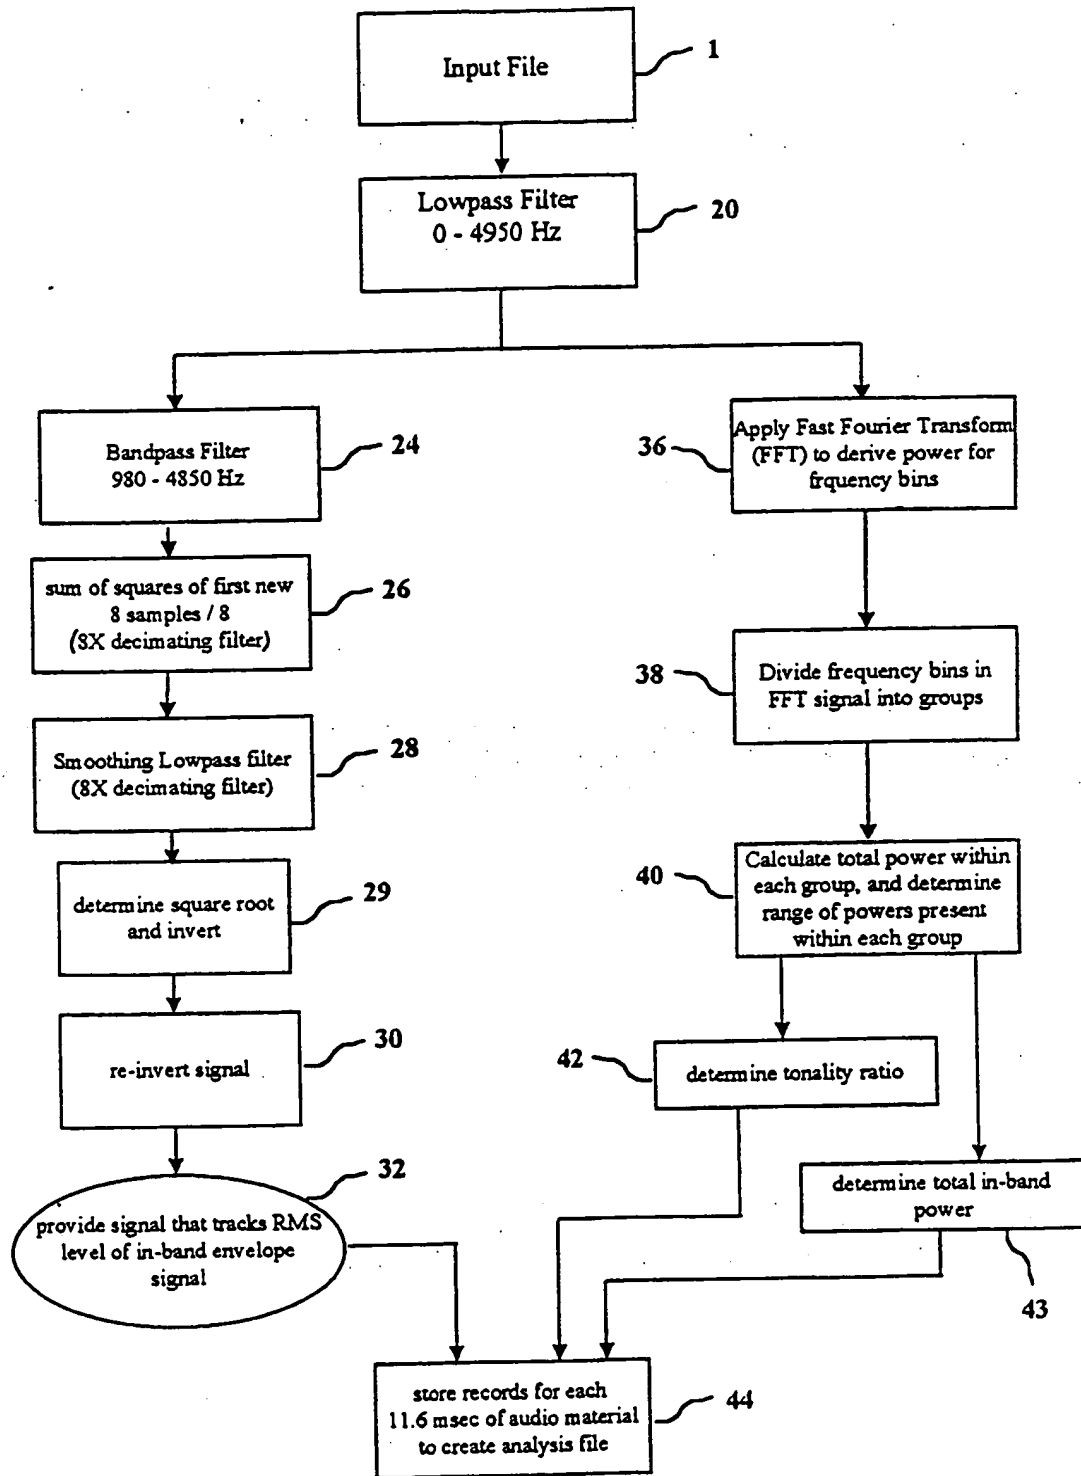 Input File
1
Lowpass Filter
0 - 4950 Hz
20
Bandpass Filter
980 - 4850 Hz
24
sum of squares of first new
8 samples / 8
(8X decimating filter)
26
Smoothing Lowpass filter
(8X decimating filter)
28
determine square root
and invert
29
re-invert signal
30
provide signal that tracks RMS
level of in-band envelope
signal
32
Apply Fast Fourier Transform
(FFT) to derive power for
frquency bins
36
Divide frequency bins in
FFT signal into groups
38
Calculate total power within
each group, and determine
range of powers present
within each group
40
determine tonality ratio
42
determine total in-band
power
43
store records for each
11.6 msec of audio material
to create analysis file
44